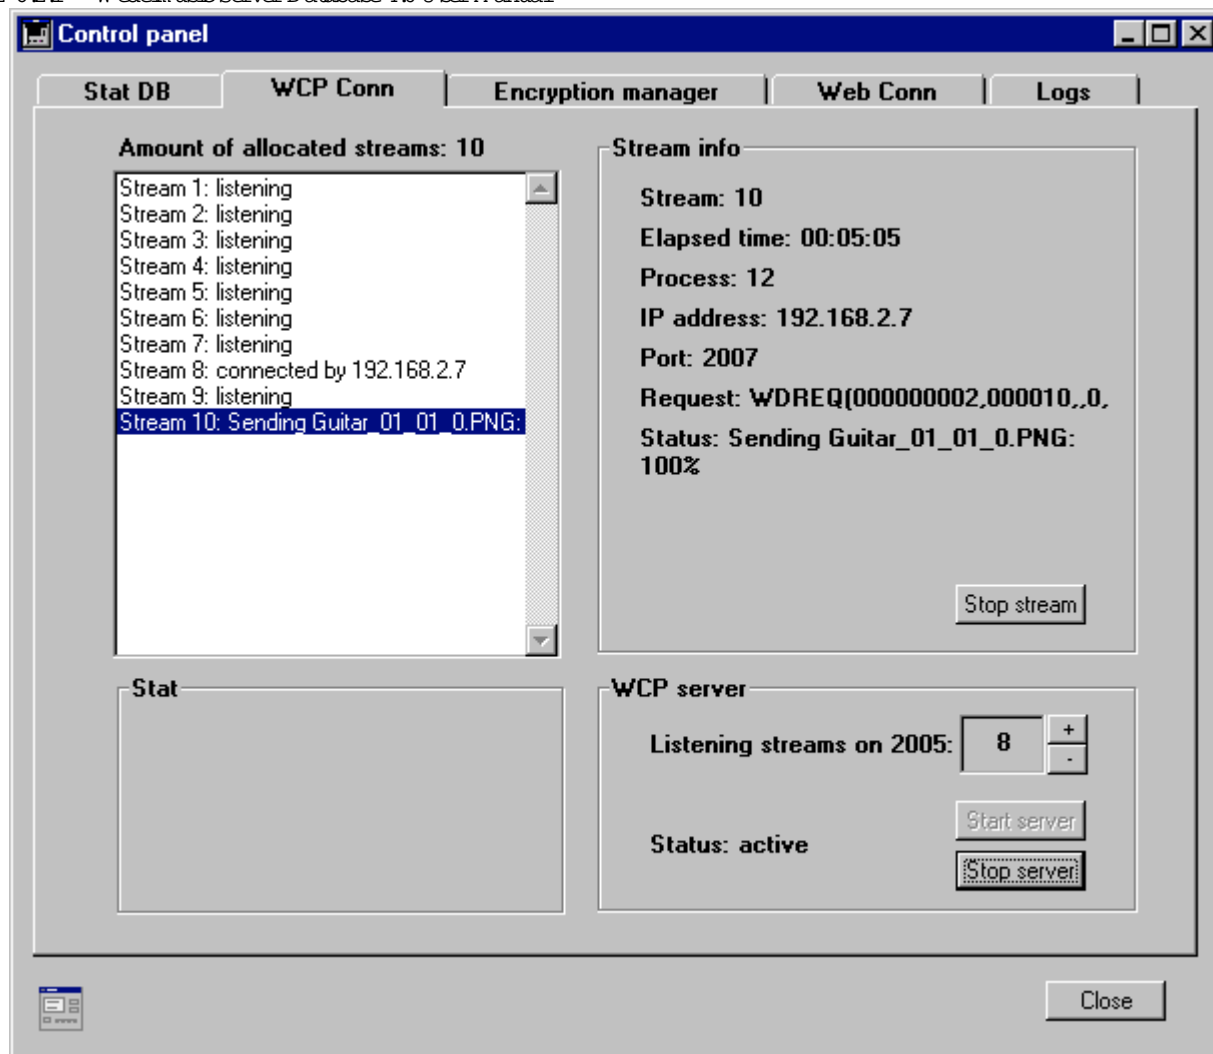 Control panel
Stat DB
WCP Conn
Encryption manager
Web Conn
Logs
Amount of allocated streams: 10
Stream 1: listening
Stream 2: listening
Stream 3: listening
Stream 4: listening
Stream 5: listening
Stream 6: listening
Stream 7: listening
Stream 8: connected by 192.168.2.7
Stream 9: listening
Stream 10: Sending Guitar_01_01_0.PNG:
Stream info
Stream: 10
Elapsed time: 00:05:05
Process: 12
IP address: 192.168.2.7
Port: 2007
Request: WDREQ(000000002,000010,,0,
Status: Sending Guitar_01_01_0.PNG:
100%
Stop stream
Stat
WCP server
Listening streams on 2005:
8
+
-
Start server
Status: active
Stop server
Close